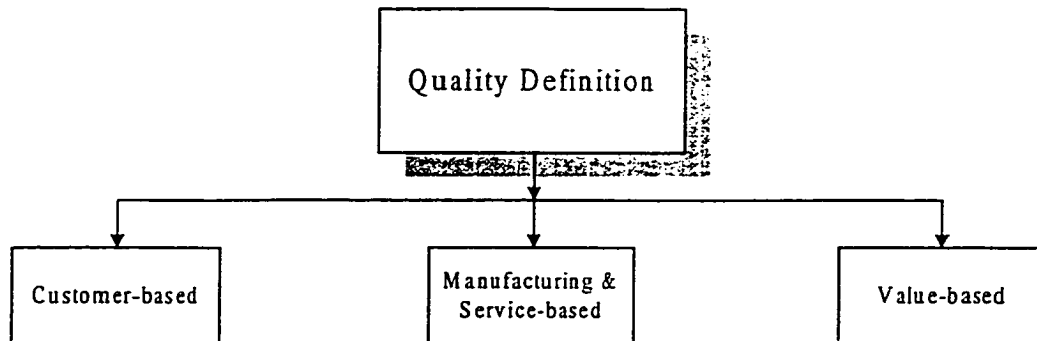 Quality Definition
Customer-based
Manufacturing &
Service-based
Value-based